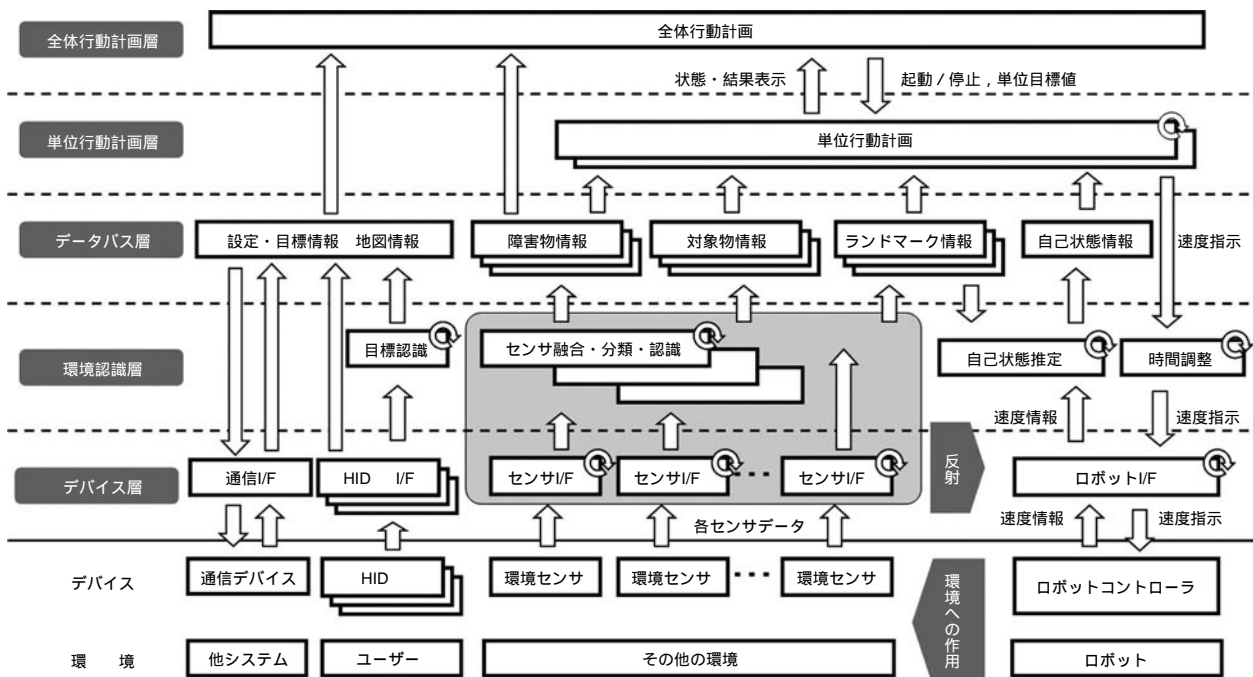 全体行動計画層
全体行動計画
状態・結果表示
起動 / 停止 , 単位目標値
単位行動計画層
単位行動計画
データバス層
設定・目標情報　地図情報
障害物情報
対象物情報
ランドマーク情報
自己状態情報
速度指示
環境認識層
目標認識
センサ融合・分類・認識
自己状態推定
時間調整
速度情報
速度指示
デバイス層
通信I/F
HID　I/F
センサI/F
センサI/F
センサI/F
反射
ロボットI/F
各センサデータ
速度情報
速度指示
デバイス
通信デバイス
HID
環境センサ
環境センサ
環境センサ
環境への作用
ロボットコントローラ
環　境
他システム
ユーザー
その他の環境
ロボット